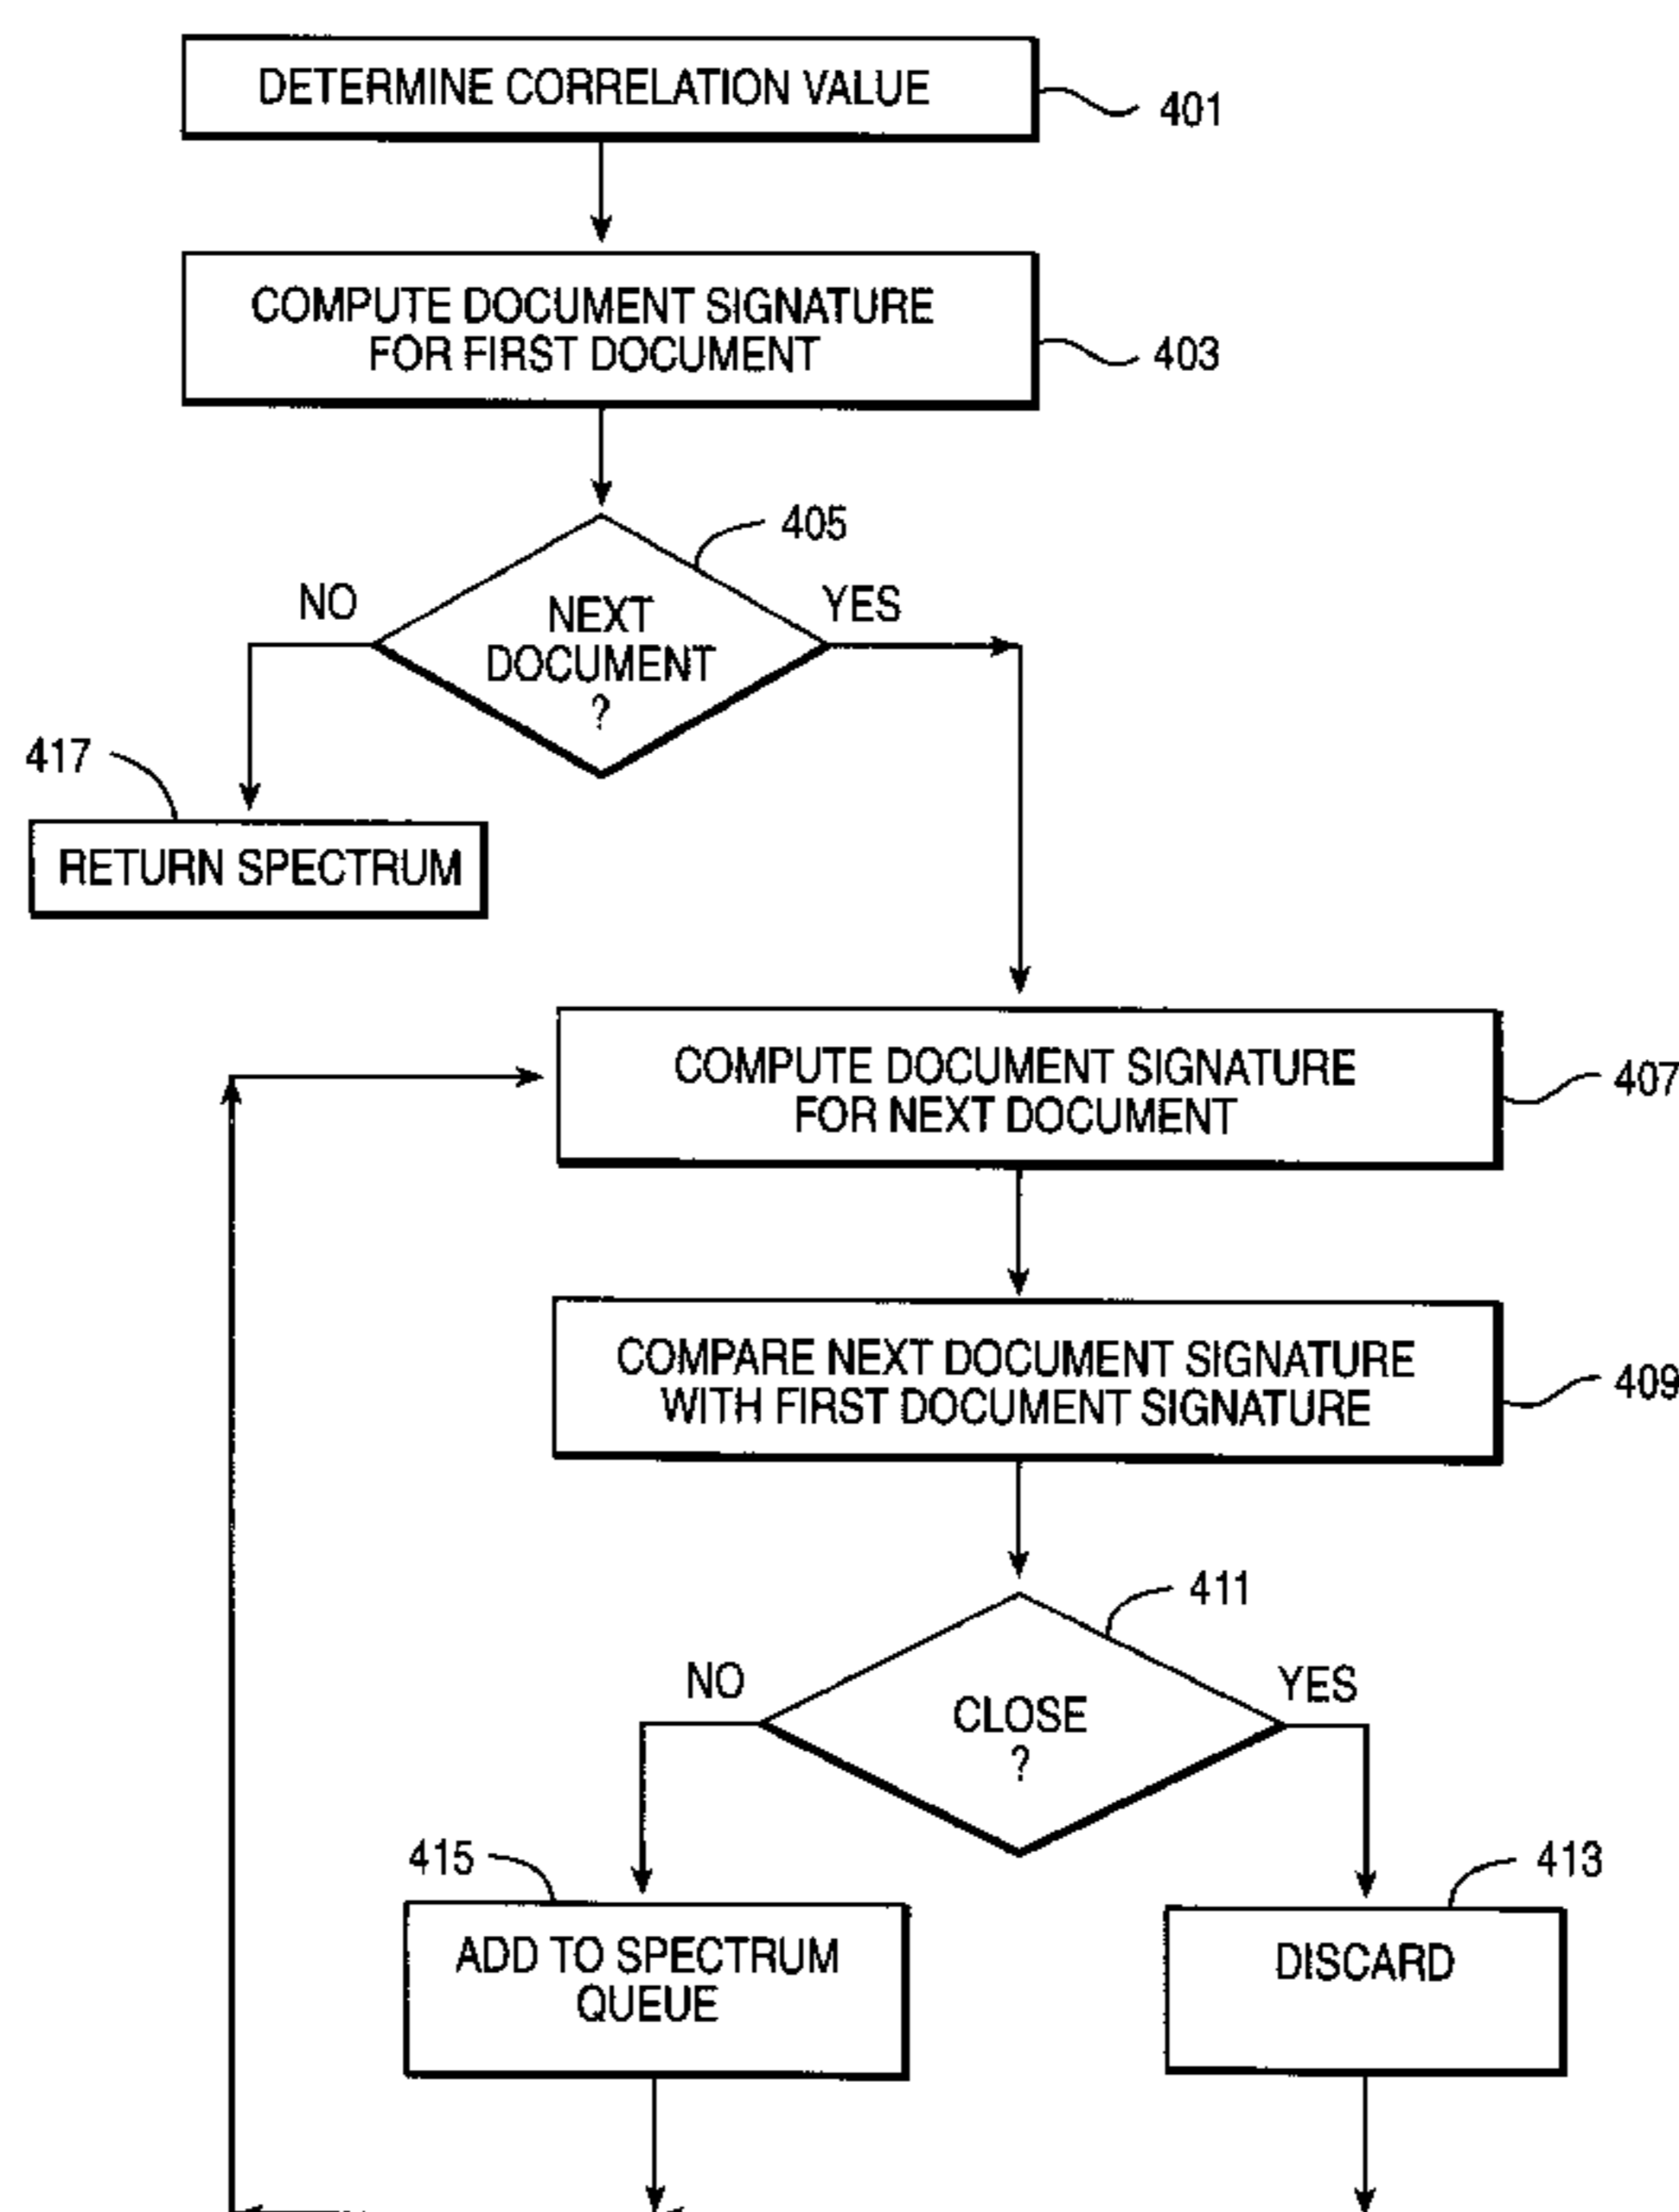 DETERMINE CORRELATION VALUE
401
COMPUTE DOCUMENT SIGNATURE
FOR FIRST DOCUMENT
403
405
NO
YES
NEXT
DOCUMENT
?
417
RETURN SPECTRUM
COMPUTE DOCUMENT SIGNATURE
FOR NEXT DOCUMENT
407
COMPARE NEXT DOCUMENT SIGNATURE
WITH FIRST DOCUMENT SIGNATURE
409
411
NO
YES
CLOSE
?
415
413
ADD TO SPECTRUM
QUEUE
DISCARD